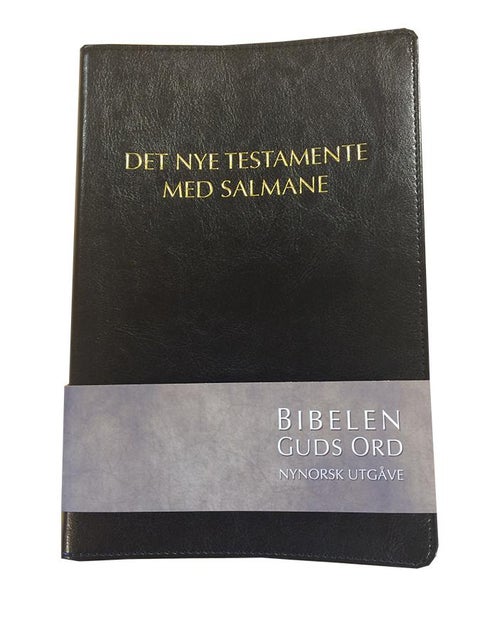 DET NYE TESTAMENTE
MED SALMANE
BIBELEN
GUDS ORD
NYNORSK UTGÅVE